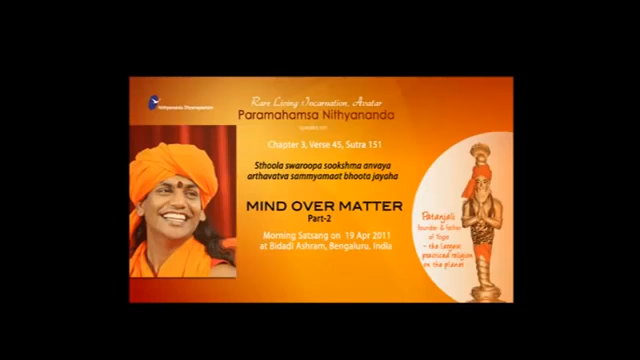 Nithyananda Dhyanapeetam
Rare Living Incarnation, Avatar
Paramahamsa Nithyananda
speaks on
Chapter 3, Verse 45, Sutra 151
Sthoola swaroopa sookshma anvaya
arthavatva sammyamaat bhoota jayaha
MIND OVER MATTER
Part-2
Morning Satsang on 19 Apr 2011
at Bidadi Ashram, Bengaluru, India
Patanjali
Founder & father
of Yoga
- the largest
practiced religion
on the planet